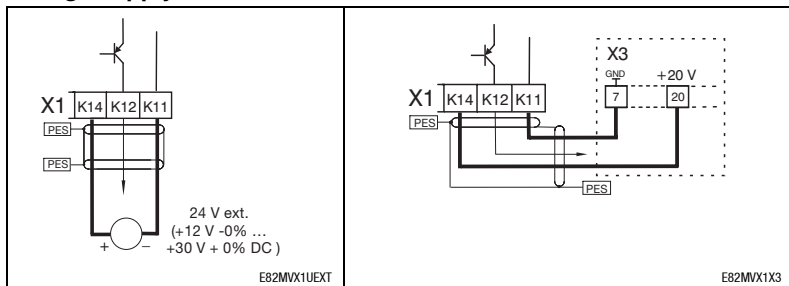 X1 K14 K12 K11
PES
PES
24 V ext.
(+12 V -0% ...
+ − +30 V + 0% DC )
E82MVX1UEXT
X3
GND +20 V
7 20
X1 K14 K12 K11
PES
PES
E82MVX1X3